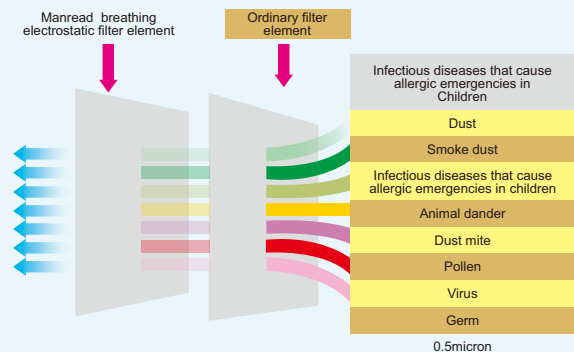 Manread breathing
electrostatic filter element
Ordinary filter
element
Infectious diseases that cause
allergic emergencies in
Children
Dust
Smoke dust
Infectious diseases that cause
allergic emergencies in children
Animal dander
Dust mite
Pollen
Virus
Germ
0.5micron